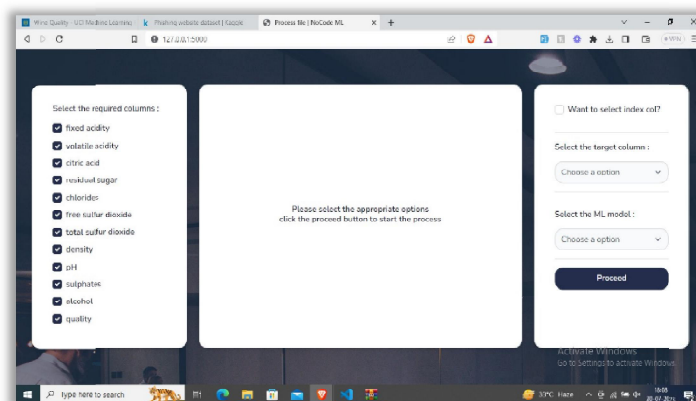 Wine Quality - UCI Machine Learning
Phishing website dataset | Kaggle
Process file | NoCode ML
127.0.0.1:5000
VPN
Select the required columns :
fixed acidity
volatile acidity
citric acid
residual sugar
chlorides
free sulfur dioxide
total sulfur dioxide
density
pH
sulphates
alcohol
quality
Please select the appropriate options
click the proceed button to start the process
Want to select index col?
Select the target column :
Choose a option
Select the ML model :
Choose a option
Proceed
Activate Windows
Go to Settings to activate Windows.
Type here to search
33°C Haze
16:08